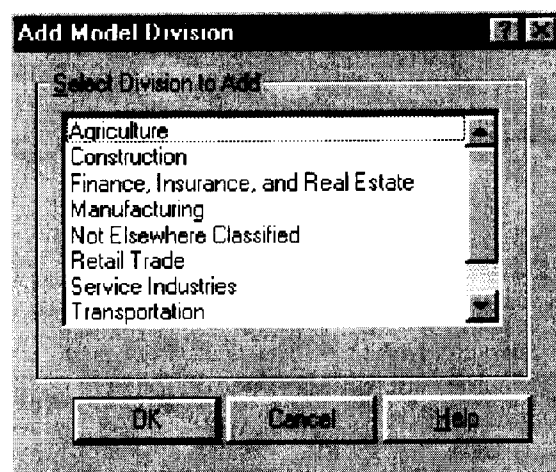 Add Model Division
Select Division to Add
Agriculture
Construction
Finance, Insurance, and Real Estate
Manufacturing
Not Elsewhere Classified
Retail Trade
Service Industries
Transportation
OK Cancel Help